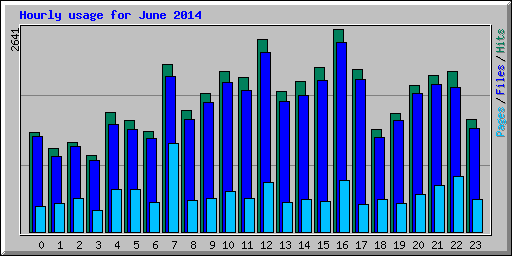 Hourly usage for June 2014
2641
Pages/Files/Hits
0 1 2 3 4 5 6 7 8 9 10 11 12 13 14 15 16 17 18 19 20 21 22 23